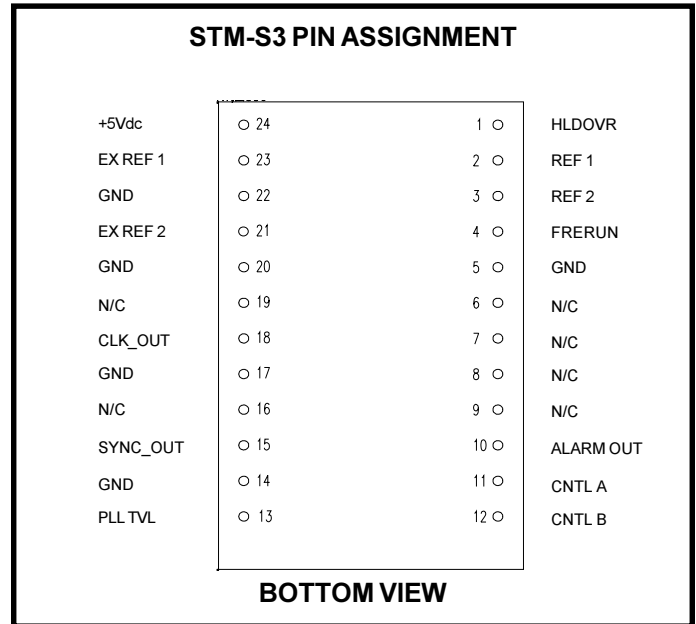 STM-S3 PIN ASSIGNMENT
+5Vdc 24 1 HLDOVR
EX REF 1 23 2 REF 1
GND 22 3 REF 2
EX REF 2 21 4 FRERUN
GND 20 5 GND
N/C 19 6 N/C
CLK_OUT 18 7 N/C
GND 17 8 N/C
N/C 16 9 N/C
SYNC_OUT 15 10 ALARM OUT
GND 14 11 CNTL A
PLL TVL 13 12 CNTL B
BOTTOM VIEW